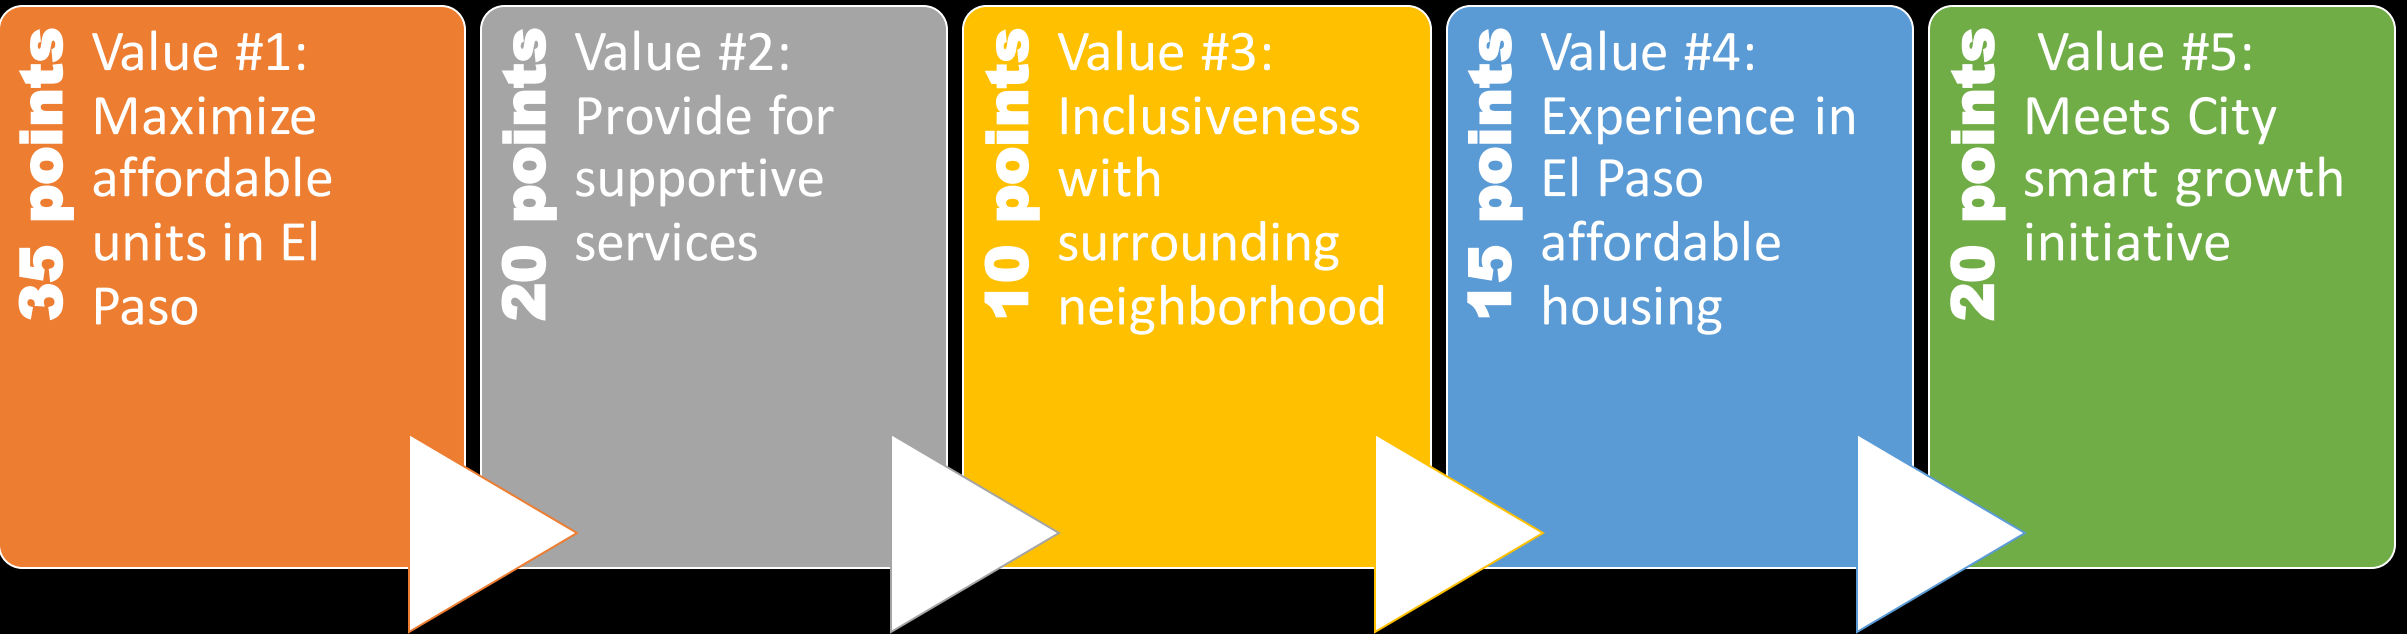 35 points
Value #1:
Maximize
affordable
units in El
Paso
20 points
Value #2:
Provide for
supportive
services
10 points
Value #3:
Inclusiveness
with
surrounding
neighborhood
15 points
Value #4:
Experience in
El Paso
affordable
housing
20 points
Value #5:
Meets City
smart growth
initiative